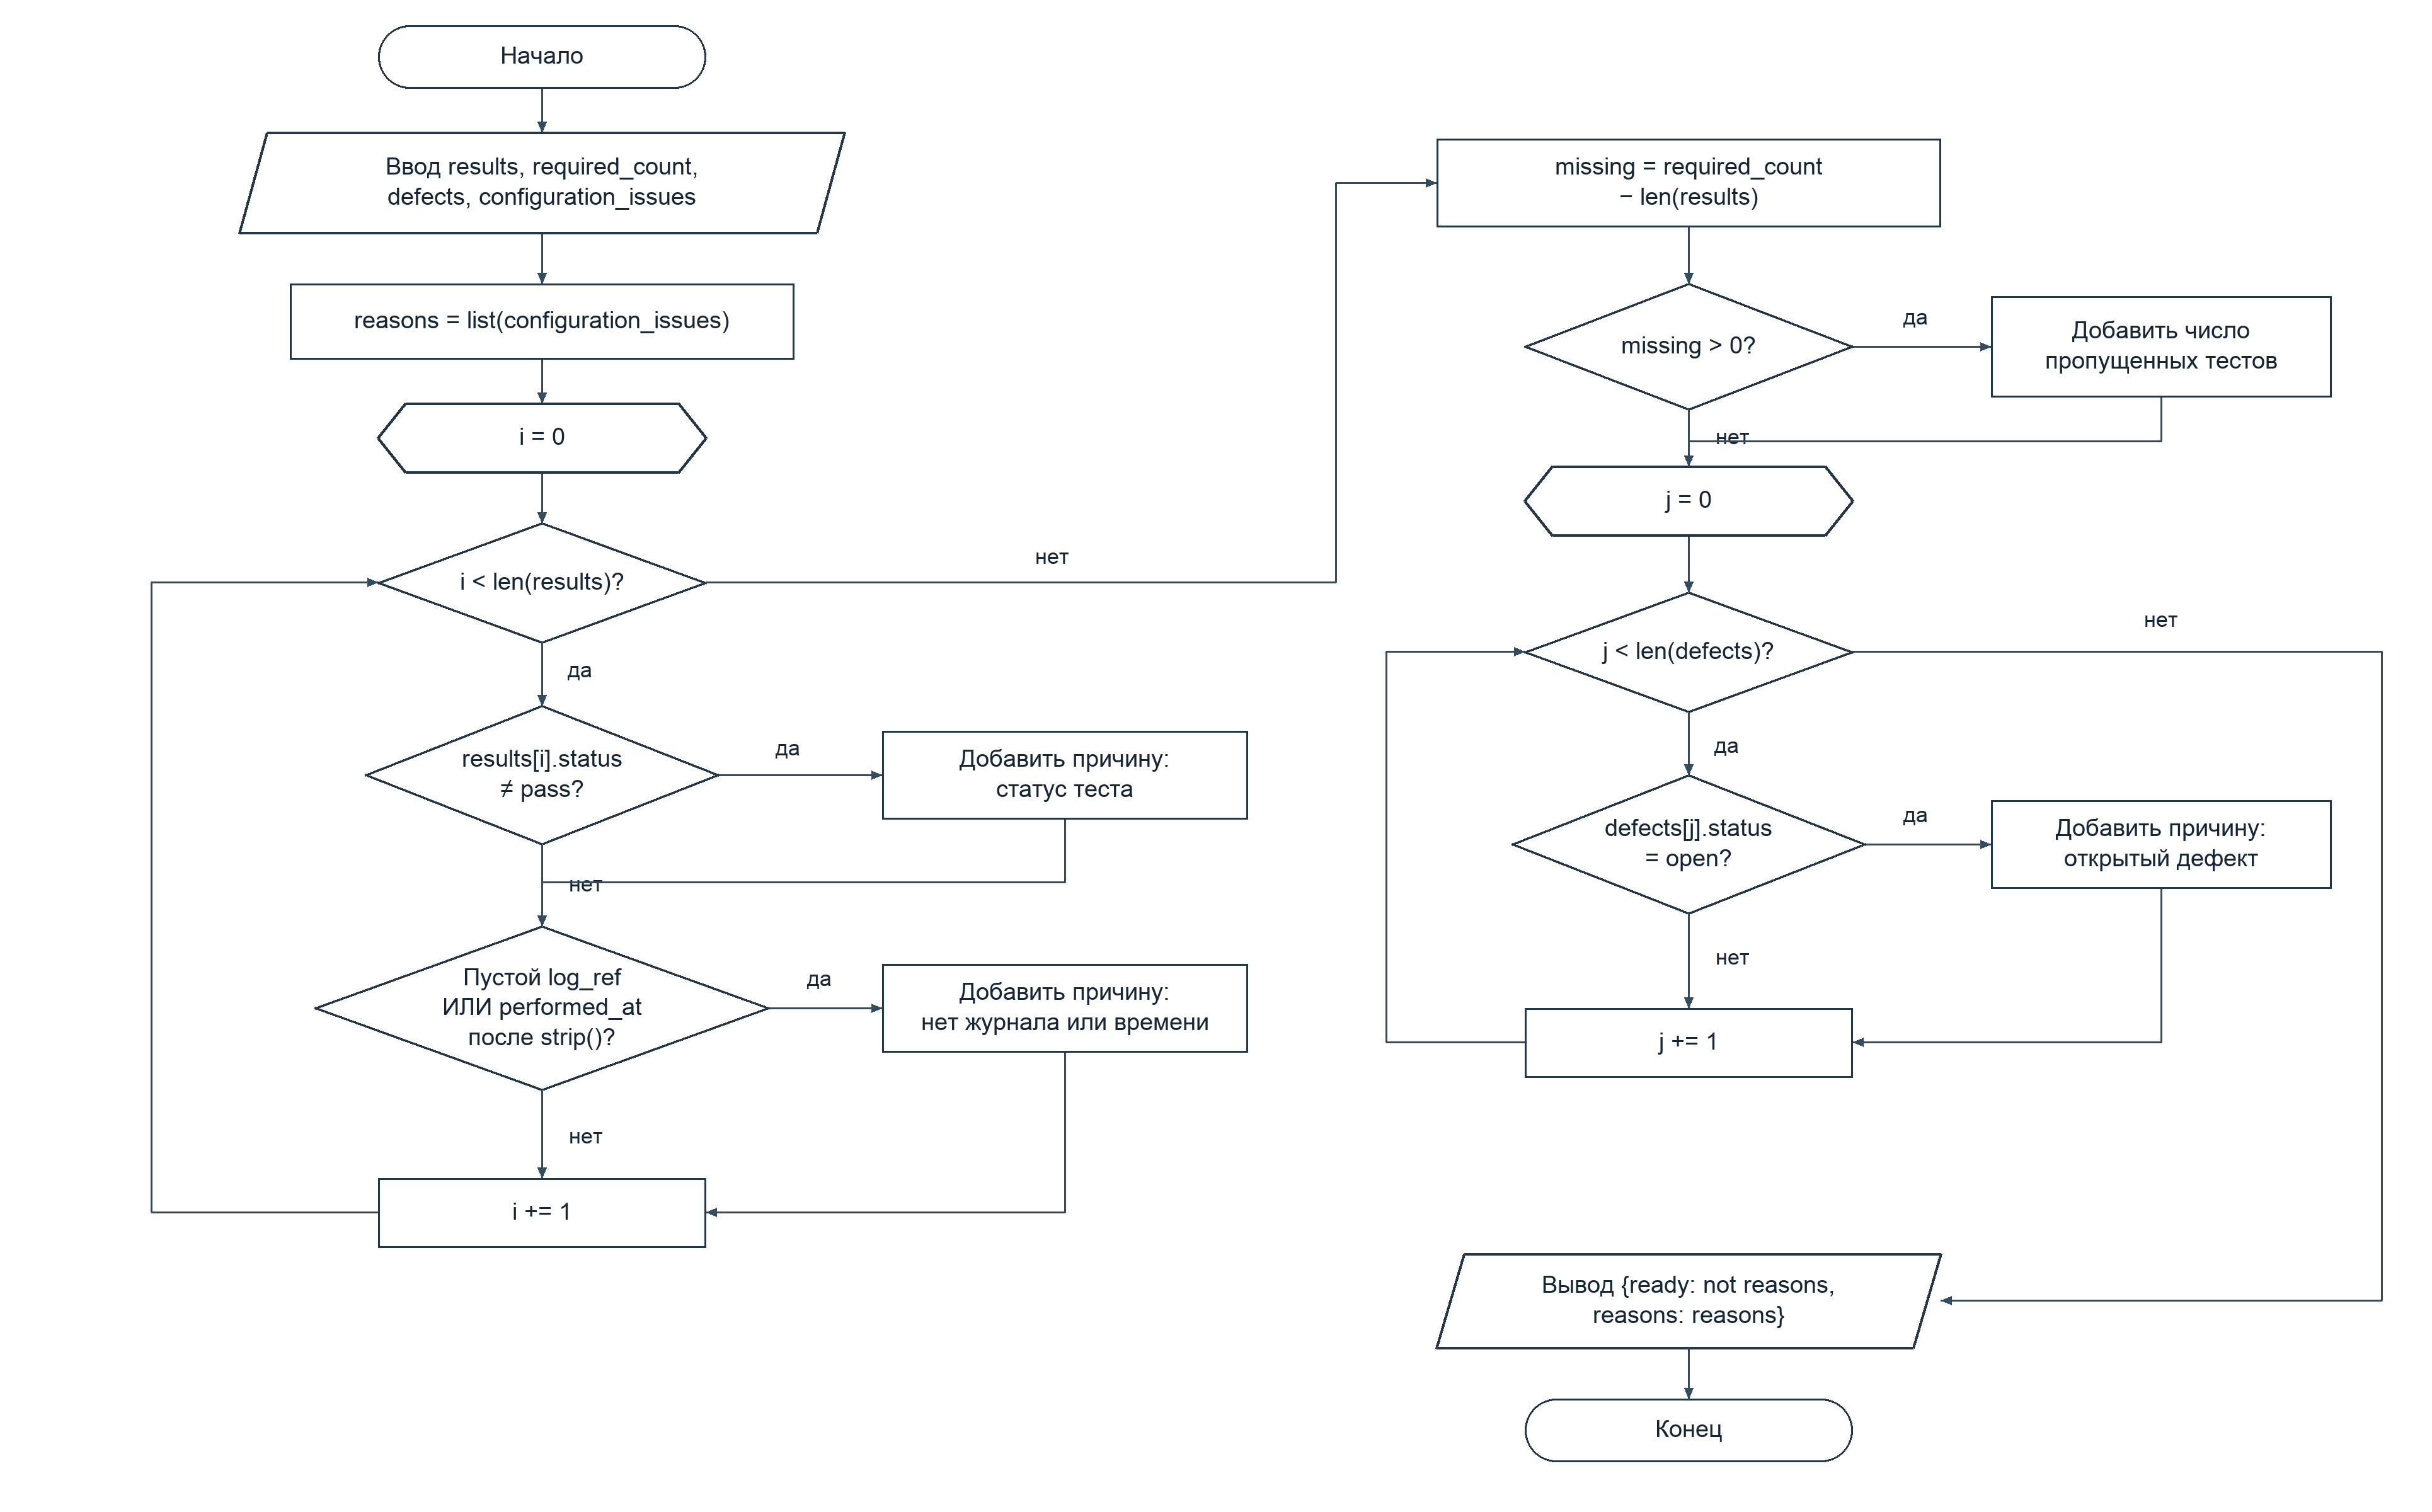 Начало
Ввод results, required_count,
defects, configuration_issues
reasons = list(configuration_issues)
i = 0
i < len(results)?
нет
да
results[i].status
≠ pass?
да
Добавить причину:
статус теста
нет
Пустой log_ref
ИЛИ performed_at
после strip()?
да
Добавить причину:
нет журнала или времени
нет
i += 1
missing = required_count
− len(results)
missing > 0?
да
Добавить число
пропущенных тестов
нет
j = 0
j < len(defects)?
нет
да
defects[j].status
= open?
да
Добавить причину:
открытый дефект
нет
j += 1
Вывод {ready: not reasons,
reasons: reasons}
Конец